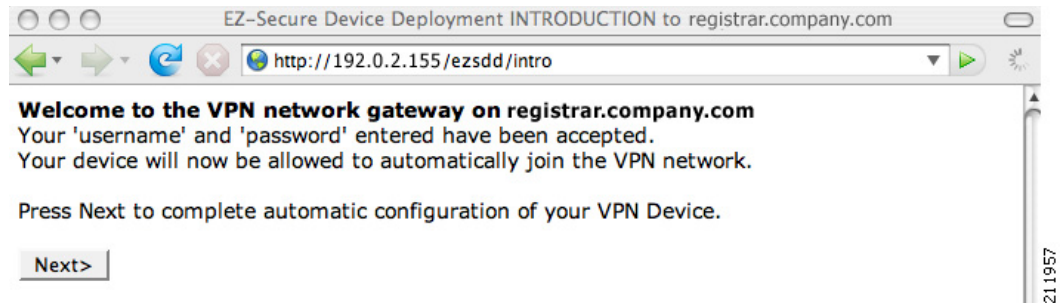 EZ-Secure Device Deployment INTRODUCTION to registrar.company.com
http://192.0.2.155/ezsdd/intro
Welcome to the VPN network gateway on registrar.company.com
Your 'username' and 'password' entered have been accepted.
Your device will now be allowed to automatically join the VPN network.
Press Next to complete automatic configuration of your VPN Device.
Next>
211957